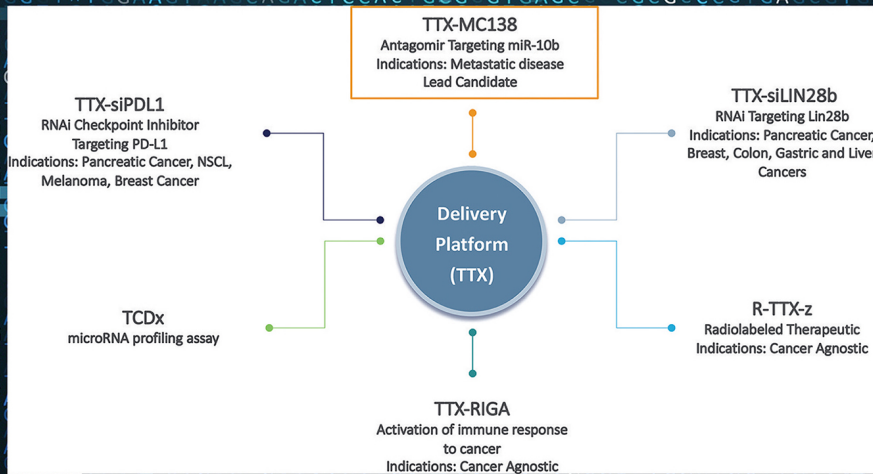 TTX-MC138
Antagomir Targeting miR-10b
Indications: Metastatic disease
Lead Candidate
TTX-siPDL1
RNAi Checkpoint Inhibitor
Targeting PD-L1
Indications: Pancreatic Cancer, NSCL,
Melanoma, Breast Cancer
TTX-siLIN28b
RNAi Targeting Lin28b
Indications: Pancreatic Cancer,
Breast, Colon, Gastric and Liver
Cancers
Delivery
Platform
(TTX)
TCDx
microRNA profiling assay
R-TTX-z
Radiolabeled Therapeutic
Indications: Cancer Agnostic
TTX-RIGA
Activation of immune response
to cancer
Indications: Cancer Agnostic